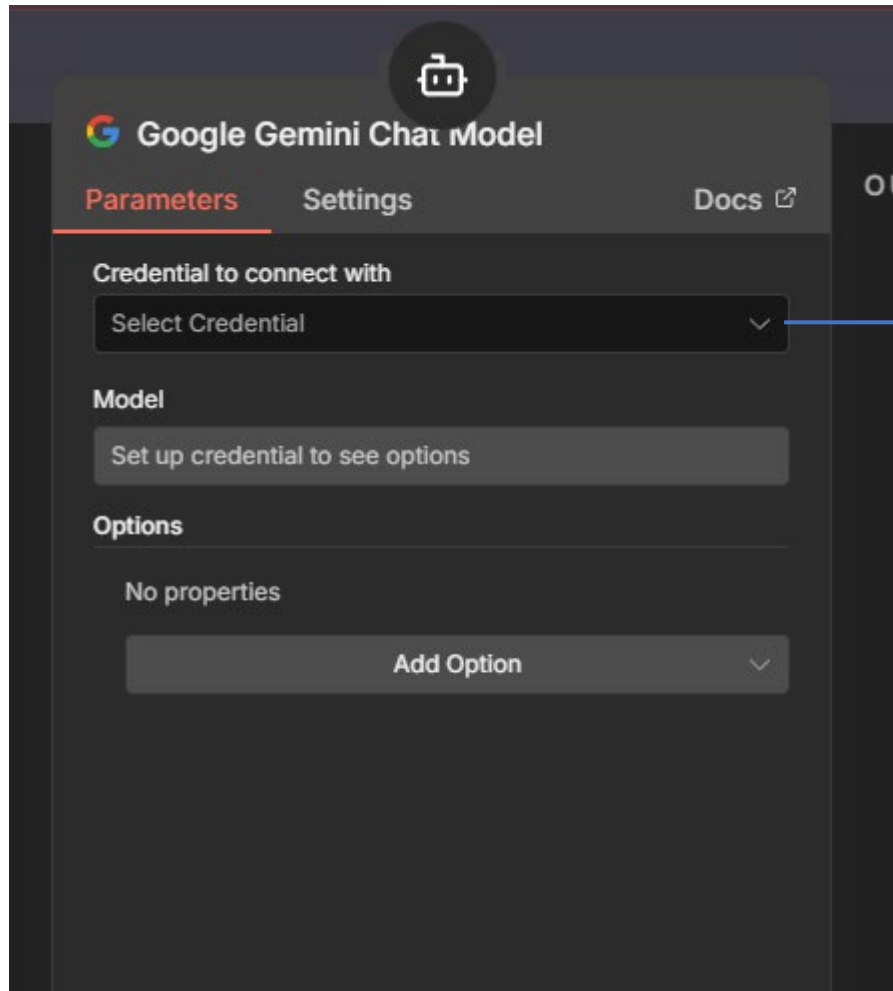 Google Gemini Chat Model
Parameters Settings Docs
OU
Credential to connect with
Select Credential
Model
Set up credential to see options
Options
No properties
Add Option